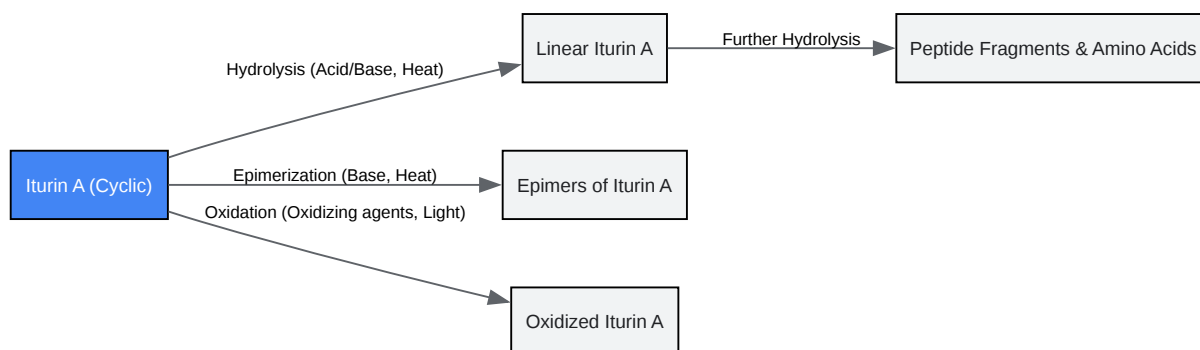 Linear Iturin A
Further Hydrolysis
Peptide Fragments & Amino Acids
Hydrolysis (Acid/Base, Heat)
Iturin A (Cyclic)
Epimerization (Base, Heat)
Epimers of Iturin A
Oxidation (Oxidizing agents, Light)
Oxidized Iturin A